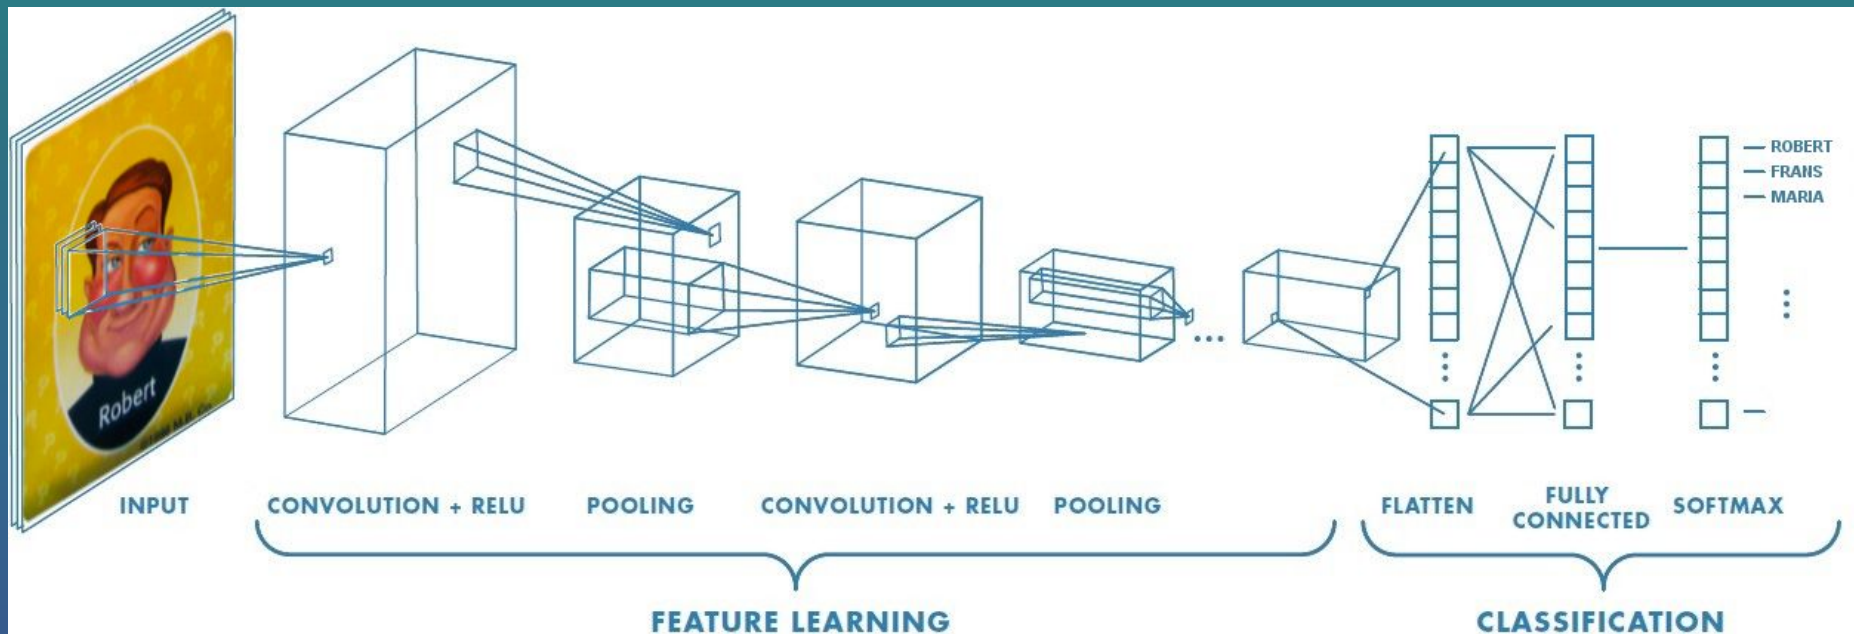 Robert
INPUT
CONVOLUTION + RELU
POOLING
CONVOLUTION + RELU
POOLING
FLATTEN
FULLY
CONNECTED
SOFTMAX
ROBERT
FRANS
MARIA
FEATURE LEARNING
CLASSIFICATION